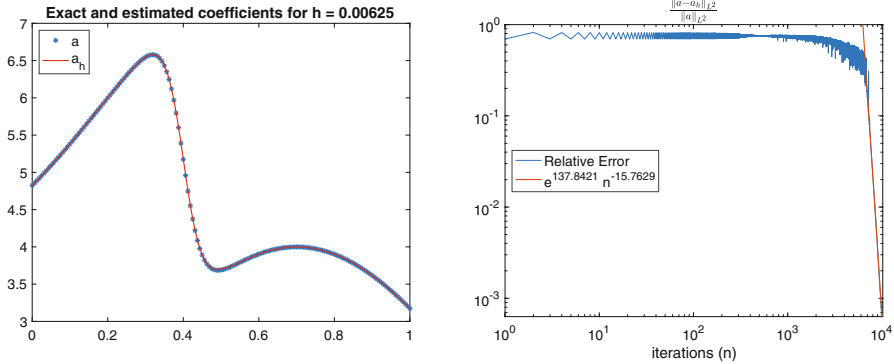 Exact and estimated coefficients for h = 0.00625
7
6.5
6
5.5
5
4.5
4
3.5
3
0 0.2 0.4 0.6 0.8 1
a
a_h
‖a−a_h‖_{L²} / ‖a‖_{L²}
10^0
10^-1
10^-2
10^-3
10^0 10^1 10^2 10^3 10^4
Relative Error
e^137.8421 n^-15.7629
iterations (n)